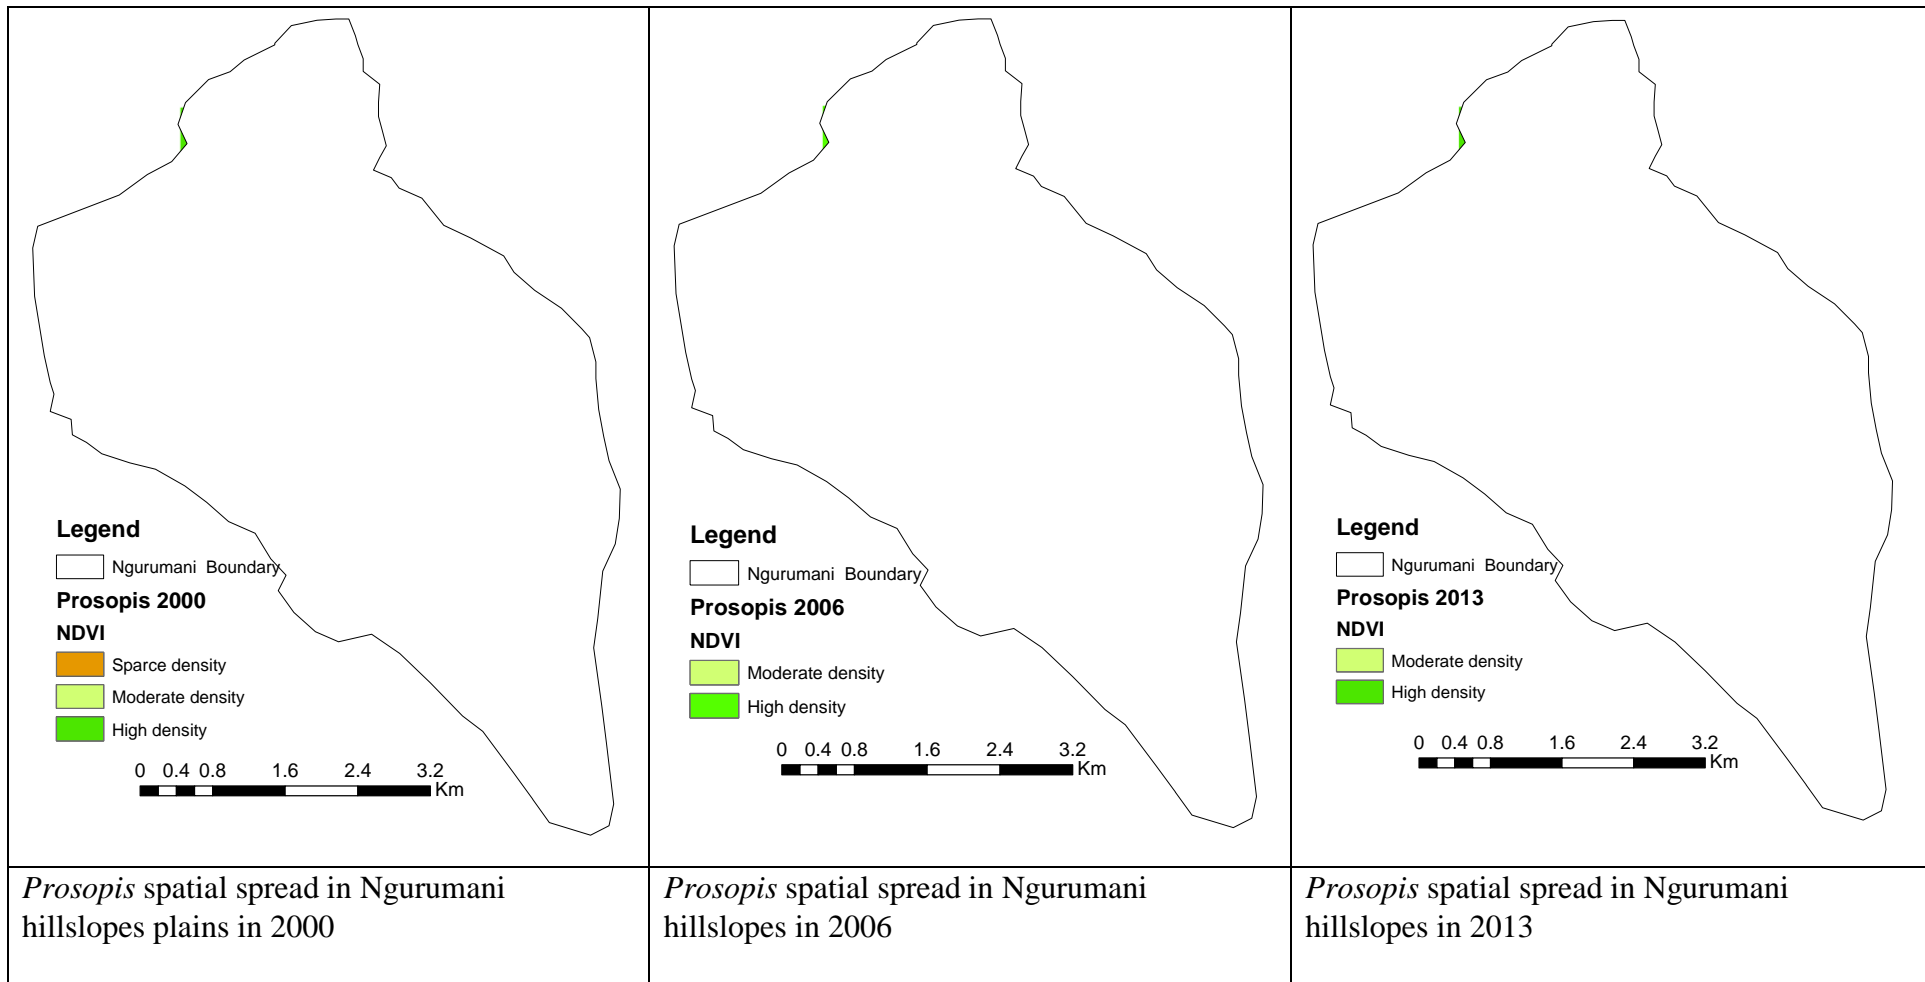 Legend
Ngurumani Boundary
Prosopis 2000
NDVI
Sparce density
Moderate density
High density
0 0.4 0.8 1.6 2.4 3.2
Km
Prosopis spatial spread in Ngurumani
hillslopes plains in 2000
Legend
Ngurumani Boundary
Prosopis 2006
NDVI
Moderate density
High density
0 0.4 0.8 1.6 2.4 3.2
Km
Prosopis spatial spread in Ngurumani
hillslopes in 2006
Legend
Ngurumani Boundary
Prosopis 2013
NDVI
Moderate density
High density
0 0.4 0.8 1.6 2.4 3.2
Km
Prosopis spatial spread in Ngurumani
hillslopes in 2013